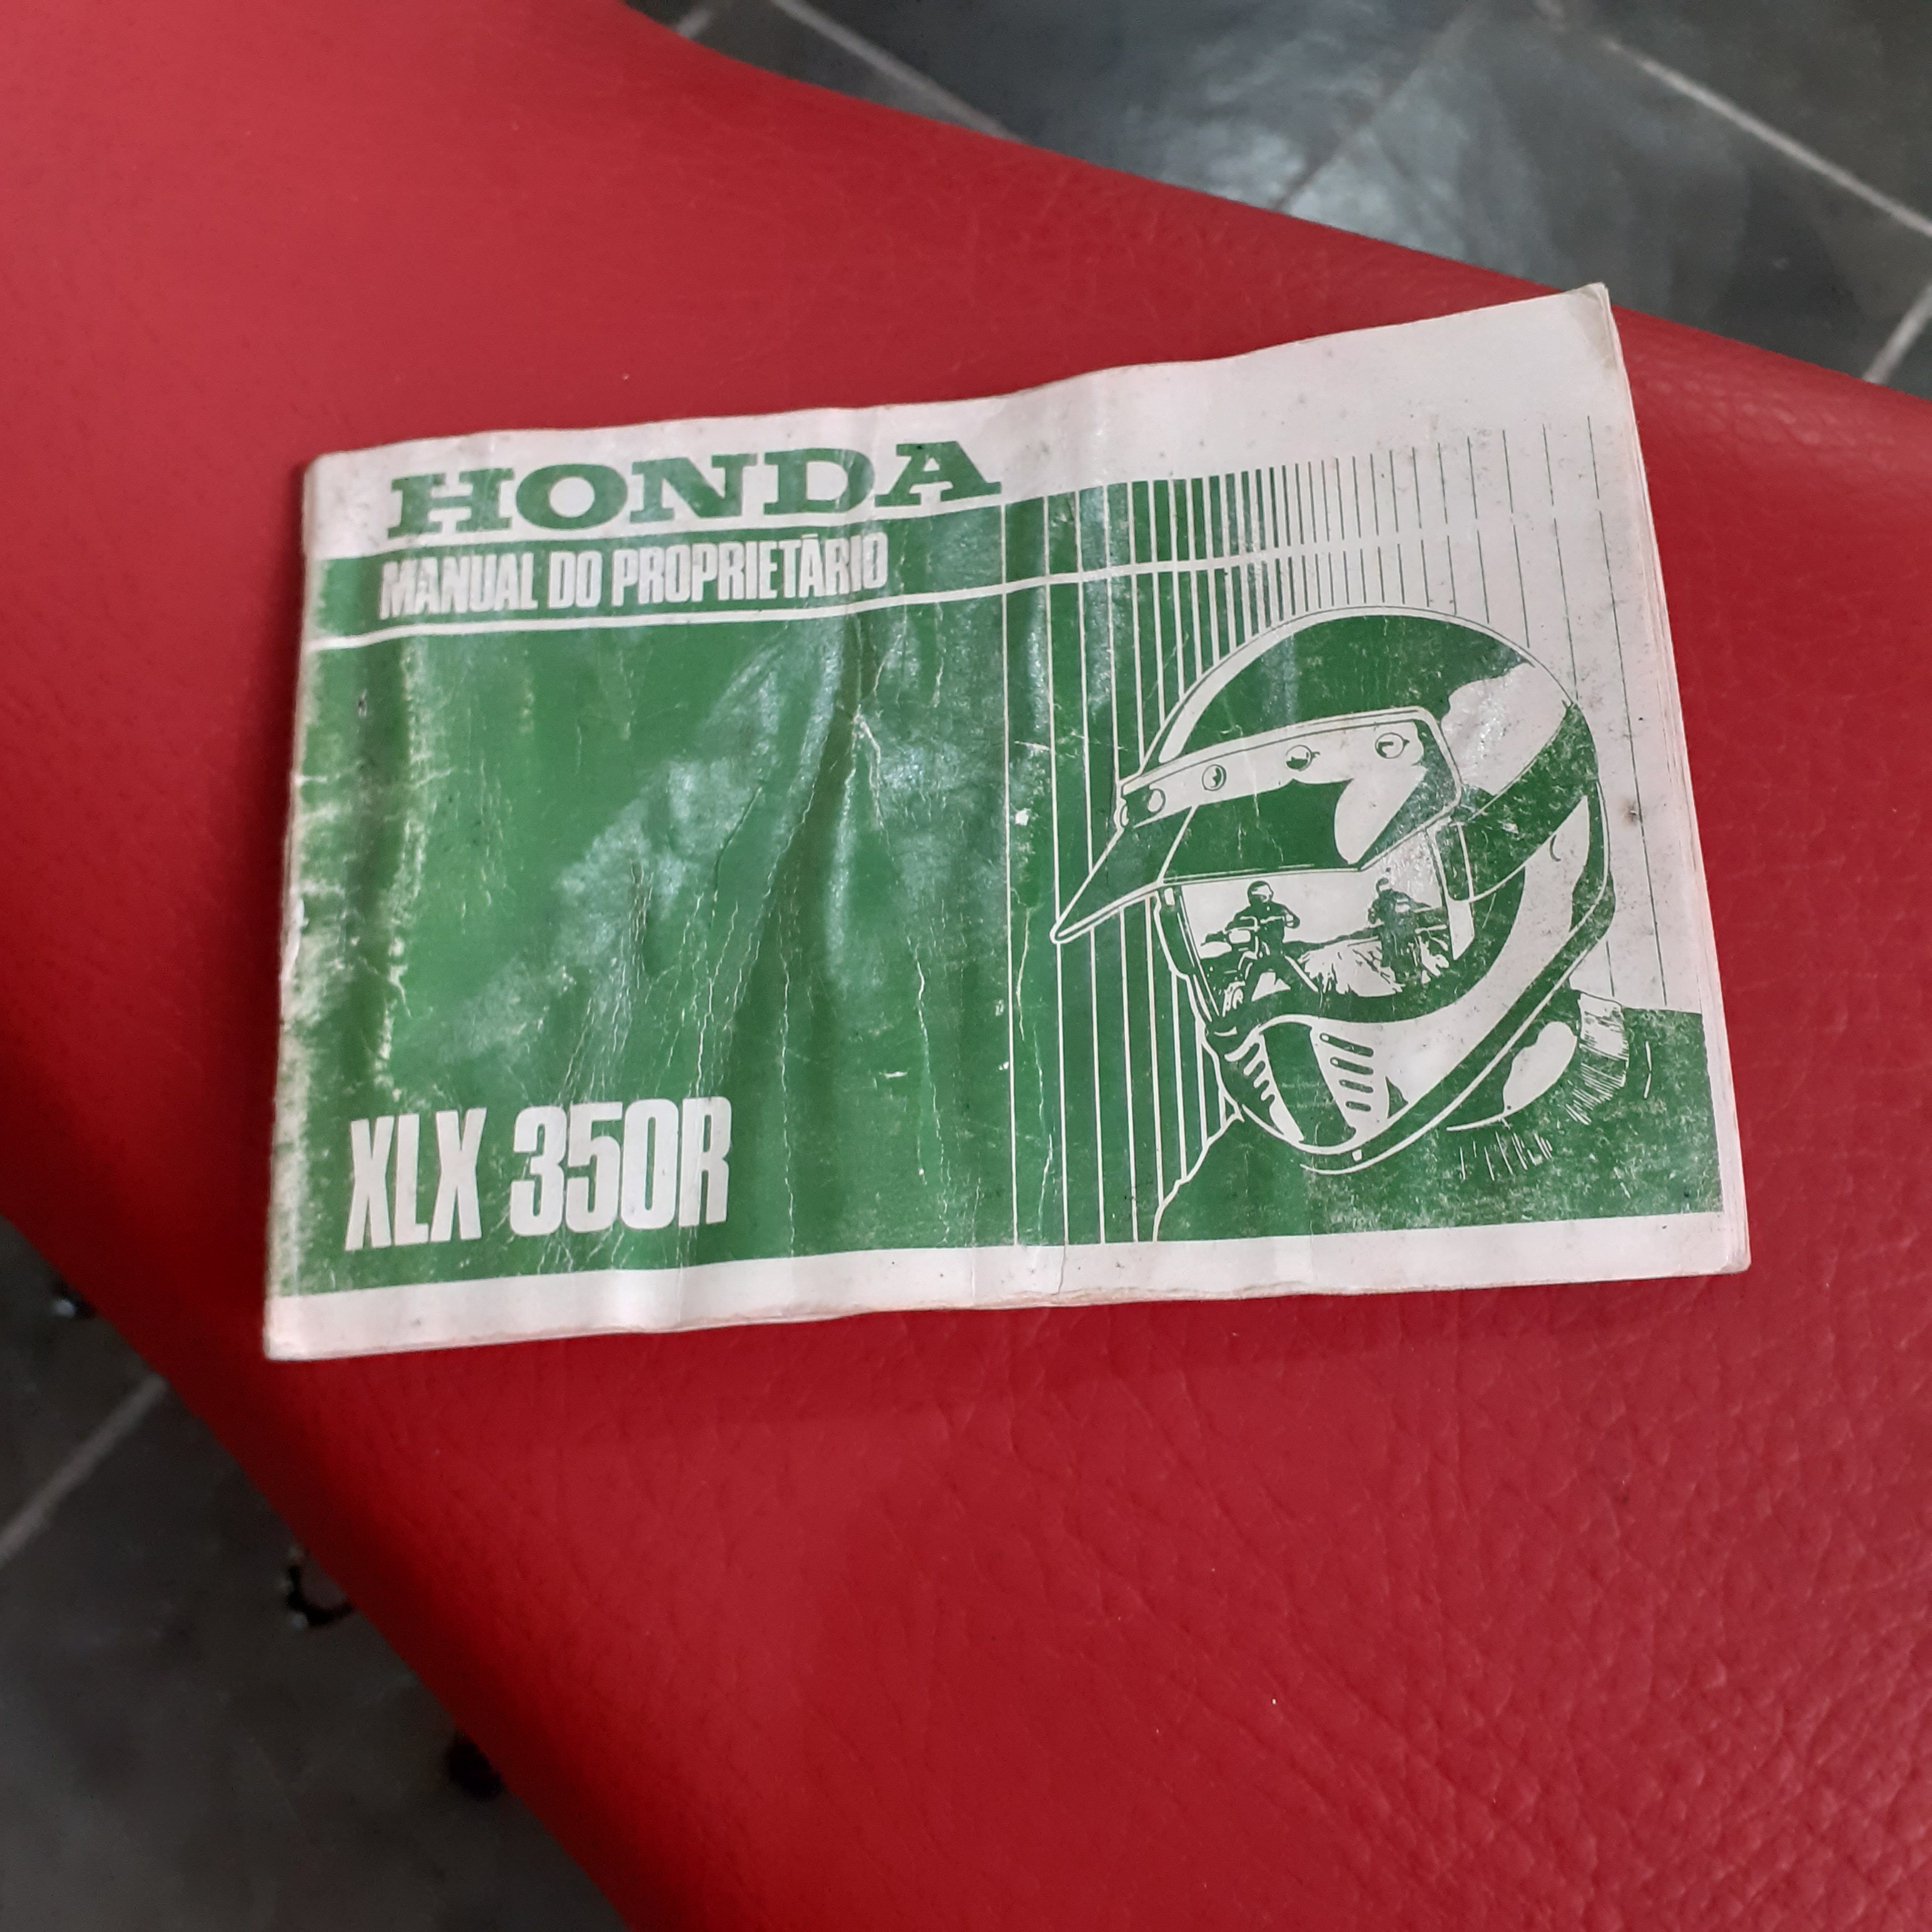 HONDA
MANUAL DO PROPRIETÁRIO
XLX 350R